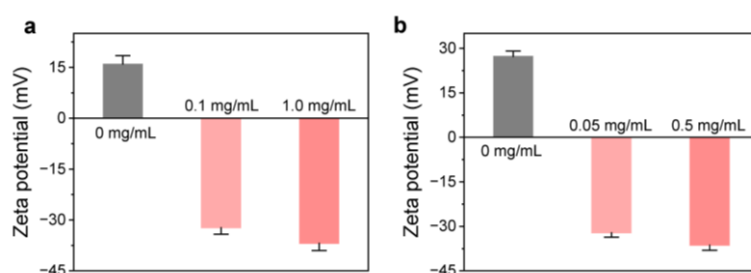 a
Zeta potential (mV)
15
0
−15
−30
−45
0 mg/mL
0.1 mg/mL
1.0 mg/mL
b
Zeta potential (mV)
30
15
0
−15
−30
−45
0 mg/mL
0.05 mg/mL
0.5 mg/mL